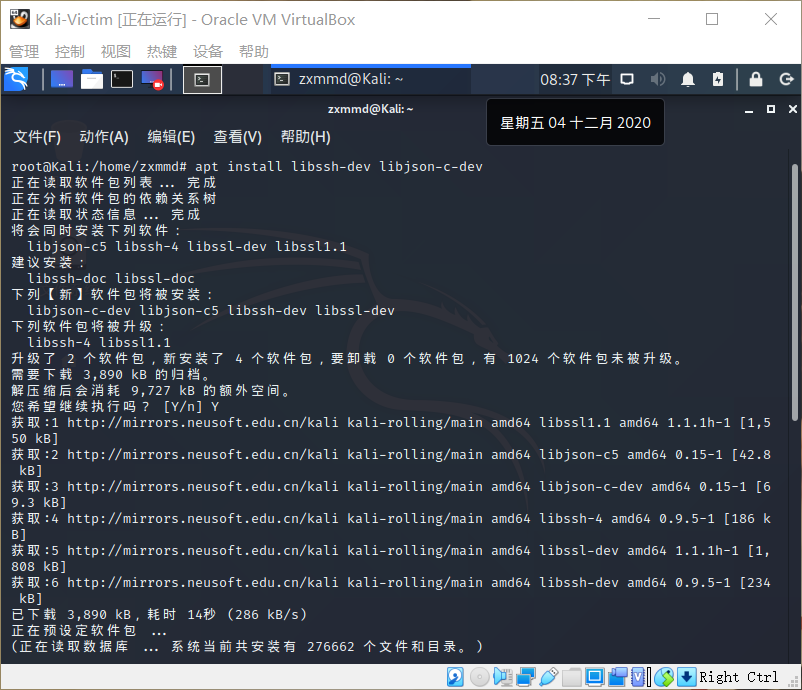 Kali-Victim [正在运行] - Oracle VM VirtualBox
管理 控制 视图 热键 设备 帮助
zxmmd@Kali: ~ 08:37 下午
zxmmd@Kali: ~
星期五 04 十二月 2020
文件(F) 动作(A) 编辑(E) 查看(V) 帮助(H)
root@Kali:/home/zxmmd# apt install libssh-dev libjson-c-dev
正在读取软件包列表... 完成
正在分析软件包的依赖关系树
正在读取状态信息... 完成
将会同时安装下列软件：
libjson-c5 libssh-4 libssl-dev libssl1.1
建议安装：
libssh-doc libssl-doc
下列【新】软件包将被安装：
libjson-c-dev libjson-c5 libssh-dev libssl-dev
下列软件包将被升级：
libssh-4 libssl1.1
升级了 2 个软件包，新安装了 4 个软件包，要卸载 0 个软件包，有 1024 个软件包未被升级。
需要下载 3,890 kB 的归档。
解压缩后会消耗 9,727 kB 的额外空间。
您希望继续执行吗？ [Y/n] Y
获取:1 http://mirrors.neusoft.edu.cn/kali kali-rolling/main amd64 libssl1.1 amd64 1.1.1h-1 [1,5
50 kB]
获取:2 http://mirrors.neusoft.edu.cn/kali kali-rolling/main amd64 libjson-c5 amd64 0.15-1 [42.8
kB]
获取:3 http://mirrors.neusoft.edu.cn/kali kali-rolling/main amd64 libjson-c-dev amd64 0.15-1 [6
9.3 kB]
获取:4 http://mirrors.neusoft.edu.cn/kali kali-rolling/main amd64 libssh-4 amd64 0.9.5-1 [186 k
B]
获取:5 http://mirrors.neusoft.edu.cn/kali kali-rolling/main amd64 libssl-dev amd64 1.1.1h-1 [1,
808 kB]
获取:6 http://mirrors.neusoft.edu.cn/kali kali-rolling/main amd64 libssh-dev amd64 0.9.5-1 [234
kB]
已下载 3,890 kB，耗时 14秒 (286 kB/s)
正在预设定软件包 ...
(正在读取数据库 ... 系统当前共安装有 276662 个文件和目录。)
Right Ctrl